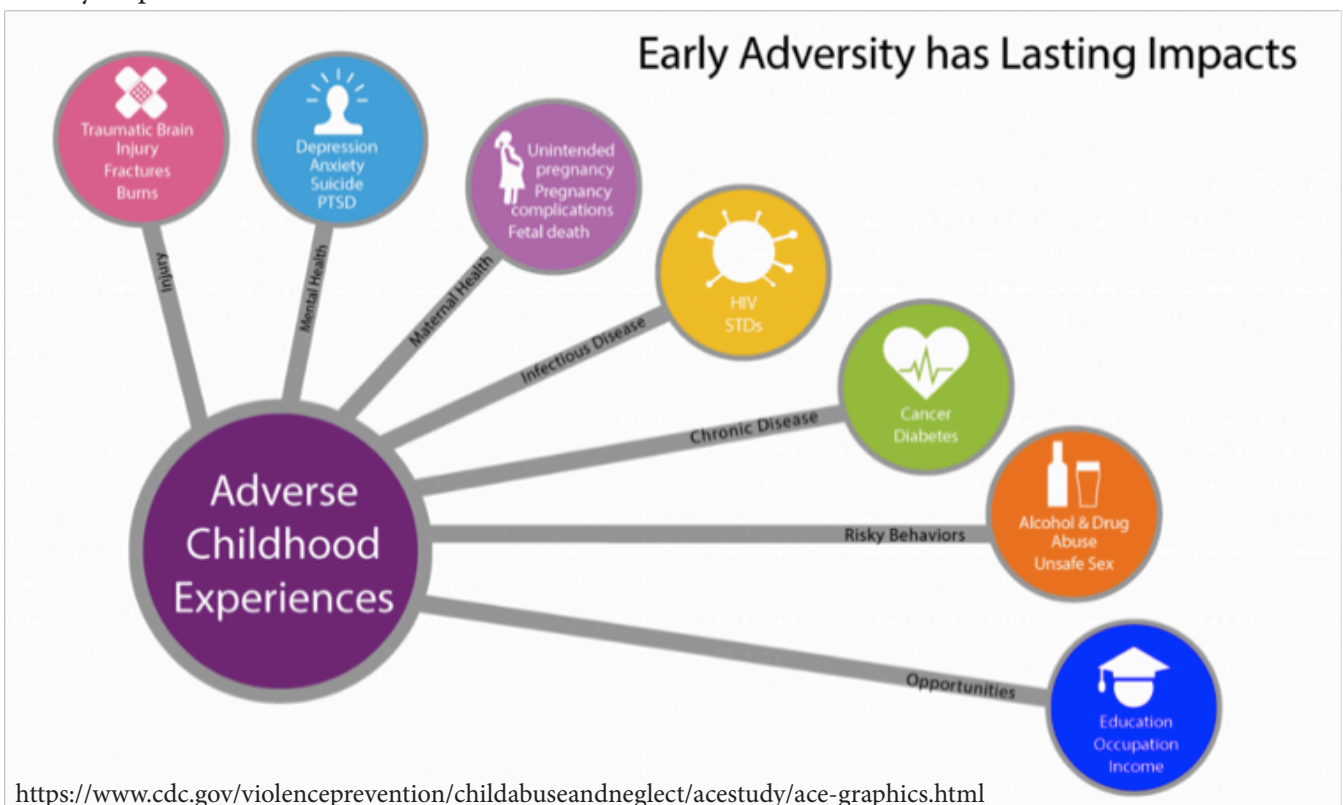 Early Adversity has Lasting Impacts
Traumatic Brain
Injury
Fractures
Burns
Injury
Depression
Anxiety
Suicide
PTSD
Mental Health
Unintended
pregnancy
Pregnancy
complications
Fetal death
Maternal Health
HIV
STDs
Infectious Disease
Cancer
Diabetes
Chronic Disease
Alcohol & Drug
Abuse
Unsafe Sex
Risky Behaviors
Education
Occupation
Income
Opportunities
Adverse
Childhood
Experiences
https://www.cdc.gov/violenceprevention/childabuseandneglect/acestudy/ace-graphics.html